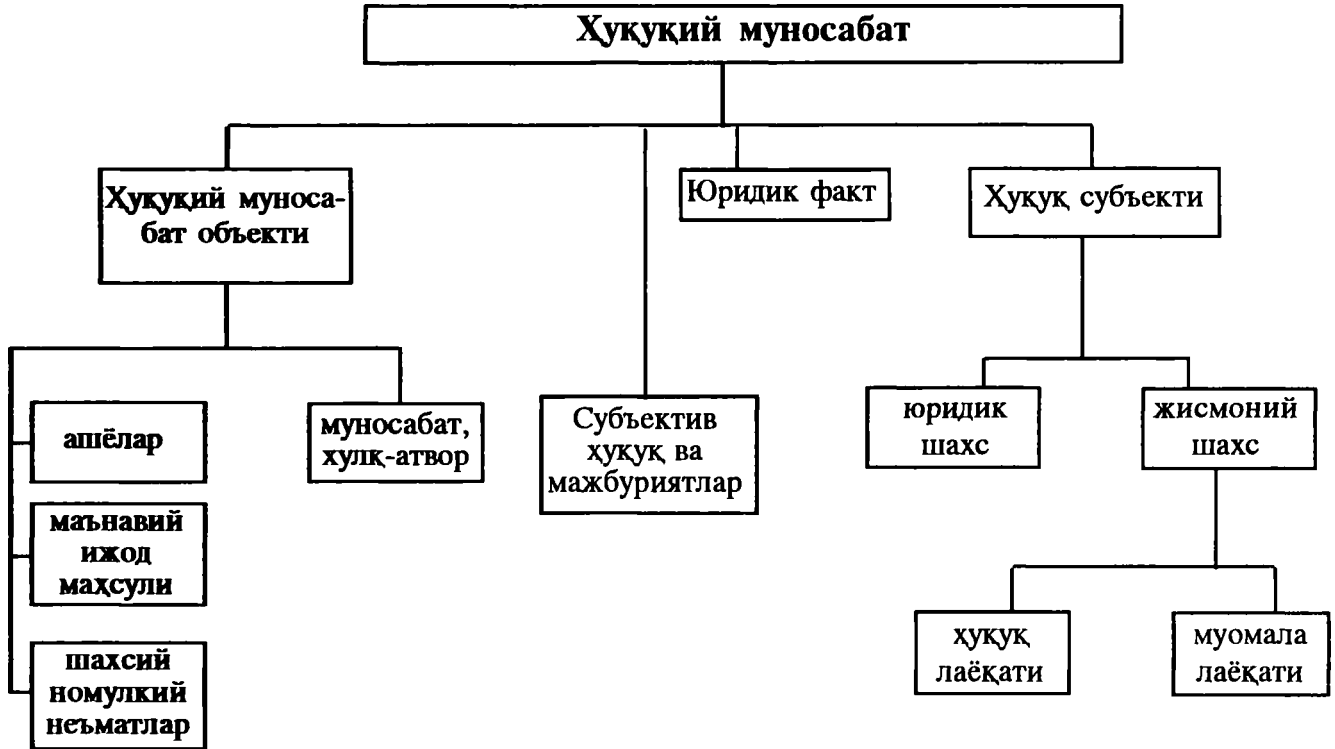 Ҳуқуқий муносабат
Ҳуқуқий муноса-
бат объекти
Юридик факт
Ҳуқуқ субъекти
ашёлар
муносабат,
хулқ-атвор
Субъектив
ҳуқуқ ва
мажбуриятлар
юридик
шахс
жисмоний
шахс
маънавий
ижод
маҳсули
шахсий
номулкий
неъматлар
ҳуқуқ
лаёқати
муомала
лаёқати